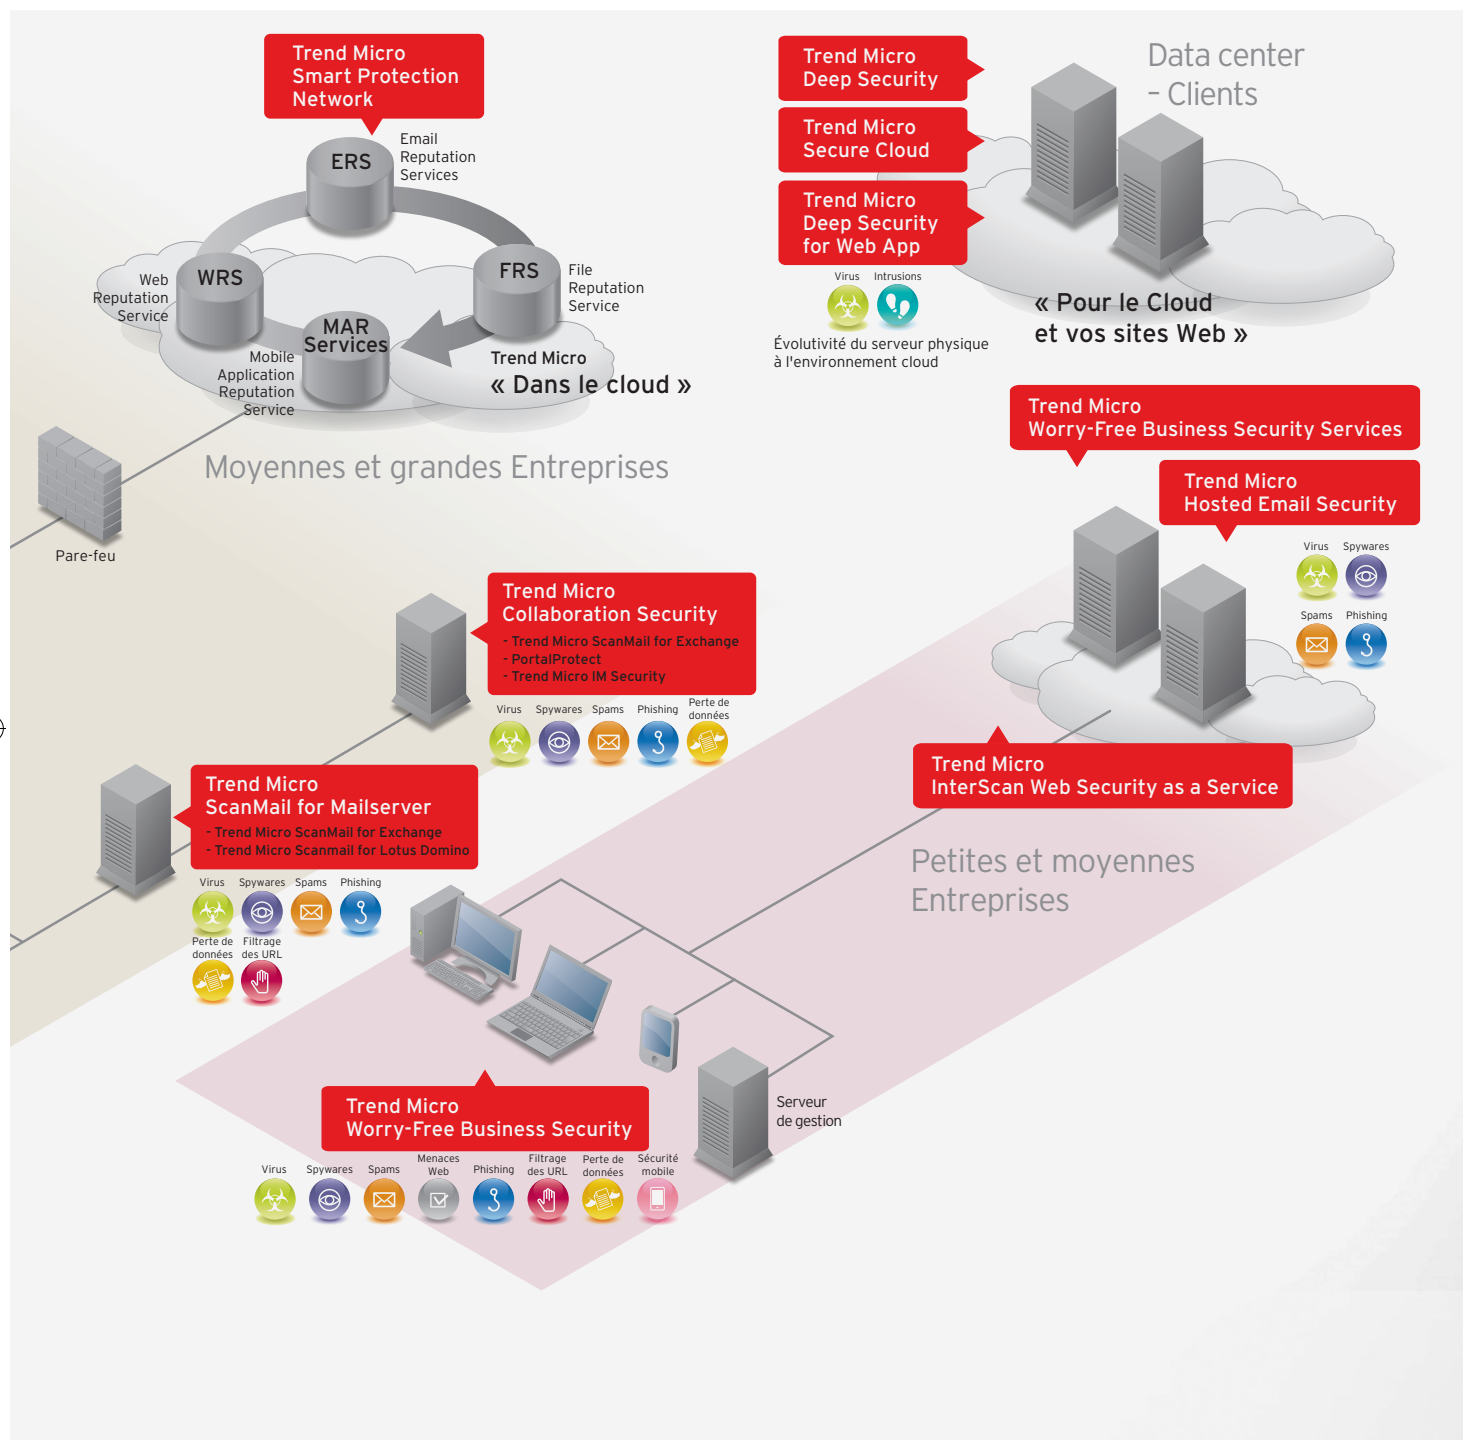 Trend Micro
Smart Protection
Network
ERS
Email
Reputation
Services
WRS
Web
Reputation
Service
FRS
File
Reputation
Service
MAR
Services
Mobile
Application
Reputation
Service
Trend Micro
« Dans le cloud »
Trend Micro
Deep Security
Trend Micro
Secure Cloud
Trend Micro
Deep Security
for Web App
Virus
Intrusions
Évolutivité du serveur physique
à l'environnement cloud
Data center
– Clients
« Pour le Cloud
et vos sites Web »
Moyennes et grandes Entreprises
Pare-feu
Trend Micro
Worry-Free Business Security Services
Trend Micro
Hosted Email Security
Virus
Spywares
Spams
Phishing
Trend Micro
Collaboration Security
- Trend Micro ScanMail for Exchange
- PortalProtect
- Trend Micro IM Security
Virus
Spywares
Spams
Phishing
Perte de
données
Trend Micro
InterScan Web Security as a Service
Trend Micro
ScanMail for Mailserver
- Trend Micro ScanMail for Exchange
- Trend Micro Scanmail for Lotus Domino
Virus
Spywares
Spams
Phishing
Perte de
données
Filtrage
des URL
Petites et moyennes
Entreprises
Trend Micro
Worry-Free Business Security
Serveur
de gestion
Virus
Spywares
Spams
Menaces
Web
Phishing
Filtrage
des URL
Perte de
données
Sécurité
mobile